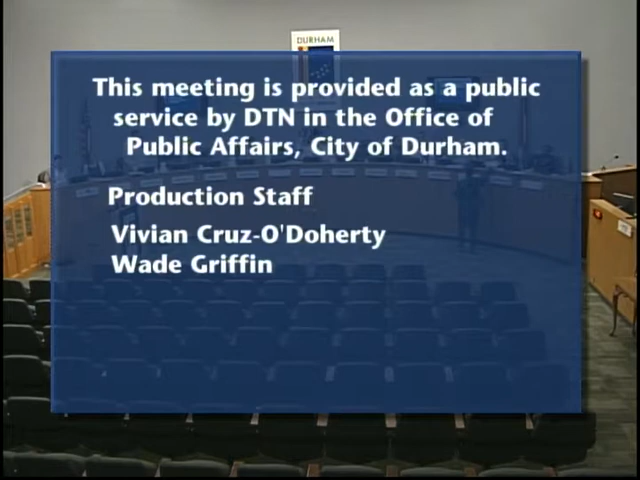 DURHAM
This meeting is provided as a public
service by DTN in the Office of
Public Affairs, City of Durham.
Production Staff
Vivian Cruz-O'Doherty
Wade Griffin